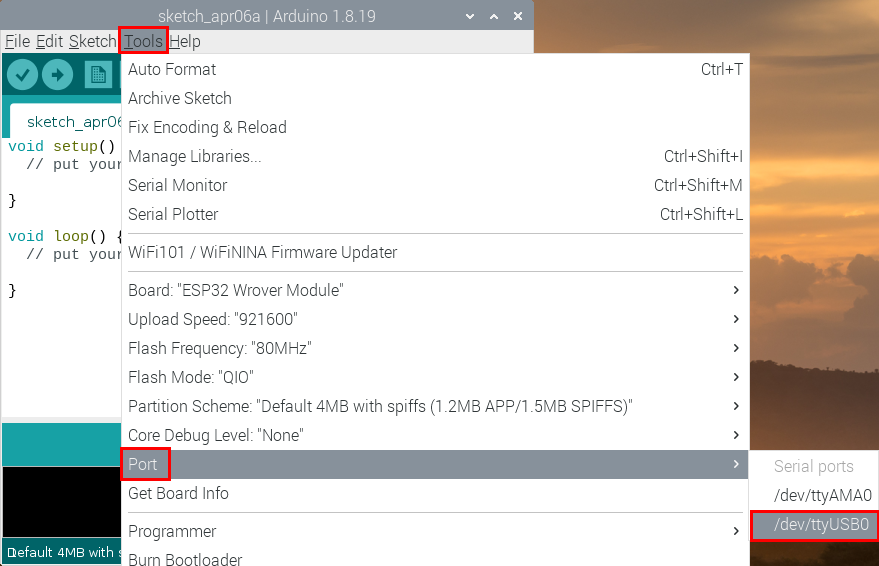 sketch_apr06a | Arduino 1.8.19
File Edit Sketch Tools Help
Auto Format Ctrl+T
Archive Sketch
Fix Encoding & Reload
Manage Libraries... Ctrl+Shift+I
Serial Monitor Ctrl+Shift+M
Serial Plotter Ctrl+Shift+L
WiFi101 / WiFiNINA Firmware Updater
Board: "ESP32 Wrover Module"
Upload Speed: "921600"
Flash Frequency: "80MHz"
Flash Mode: "QIO"
Partition Scheme: "Default 4MB with spiffs (1.2MB APP/1.5MB SPIFFS)"
Core Debug Level: "None"
Port
Get Board Info
Programmer
Burn Bootloader
Serial ports
/dev/ttyAMA0
/dev/ttyUSB0
sketch_apr06
void setup()
// put your
}
void loop() {
// put your
}
Default 4MB with s